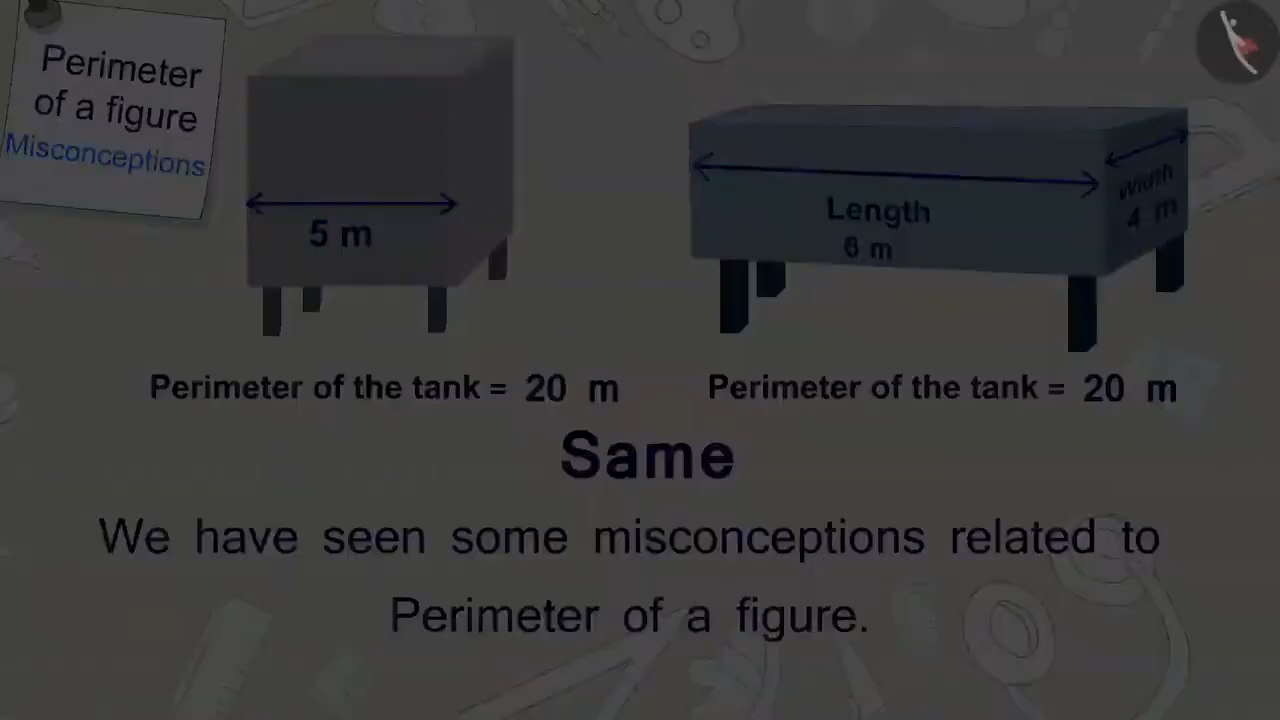 Perimeter
of a figure
Misconceptions
5 m
Length
6 m
Width
4 m
Perimeter of the tank = 20 m
Perimeter of the tank = 20 m
Same
We have seen some misconceptions related to
Perimeter of a figure.